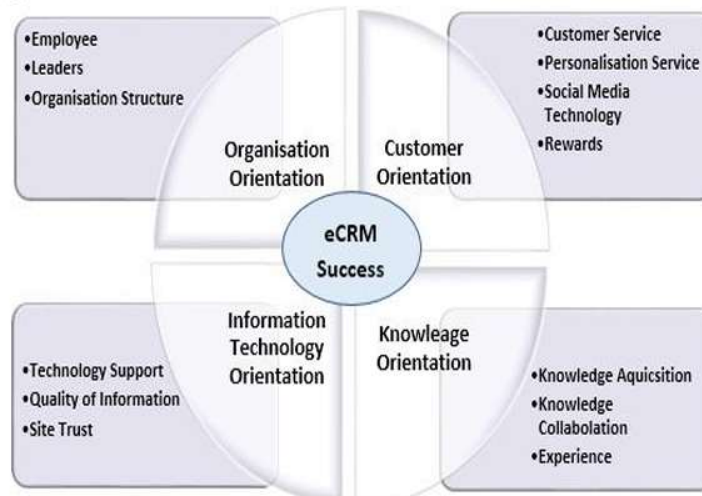 •Employee
•Leaders
•Organisation Structure
•Customer Service
•Personalisation Service
•Social Media
Technology
•Rewards
Organisation
Orientation
Customer
Orientation
eCRM
Success
Information
Technology
Orientation
Knowleage
Orientation
•Technology Support
•Quality of Information
•Site Trust
•Knowledge Aquicsition
•Knowledge
Collabolation
•Experience